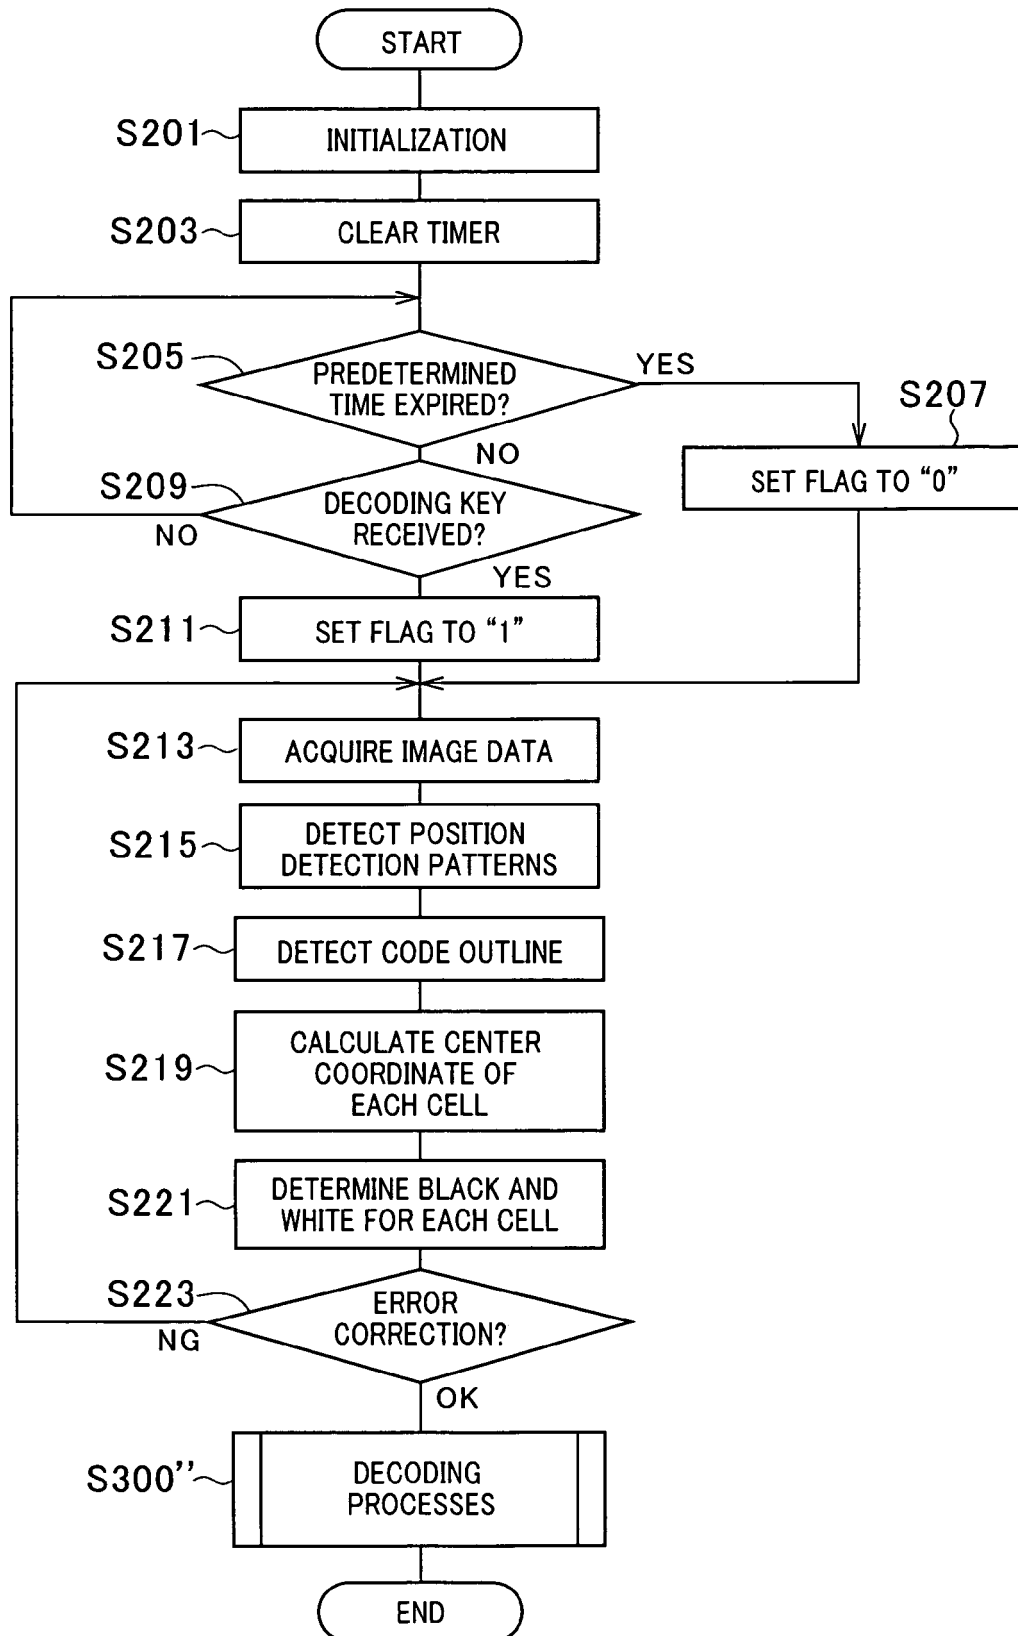 START
S201
INITIALIZATION
S203
CLEAR TIMER
S205
PREDETERMINED
TIME EXPIRED?
YES
S207
SET FLAG TO “0”
NO
S209
DECODING KEY
RECEIVED?
NO
YES
S211
SET FLAG TO “1”
S213
ACQUIRE IMAGE DATA
S215
DETECT POSITION
DETECTION PATTERNS
S217
DETECT CODE OUTLINE
S219
CALCULATE CENTER
COORDINATE OF
EACH CELL
S221
DETERMINE BLACK AND
WHITE FOR EACH CELL
S223
ERROR
CORRECTION?
NG
OK
S300’’
DECODING
PROCESSES
END